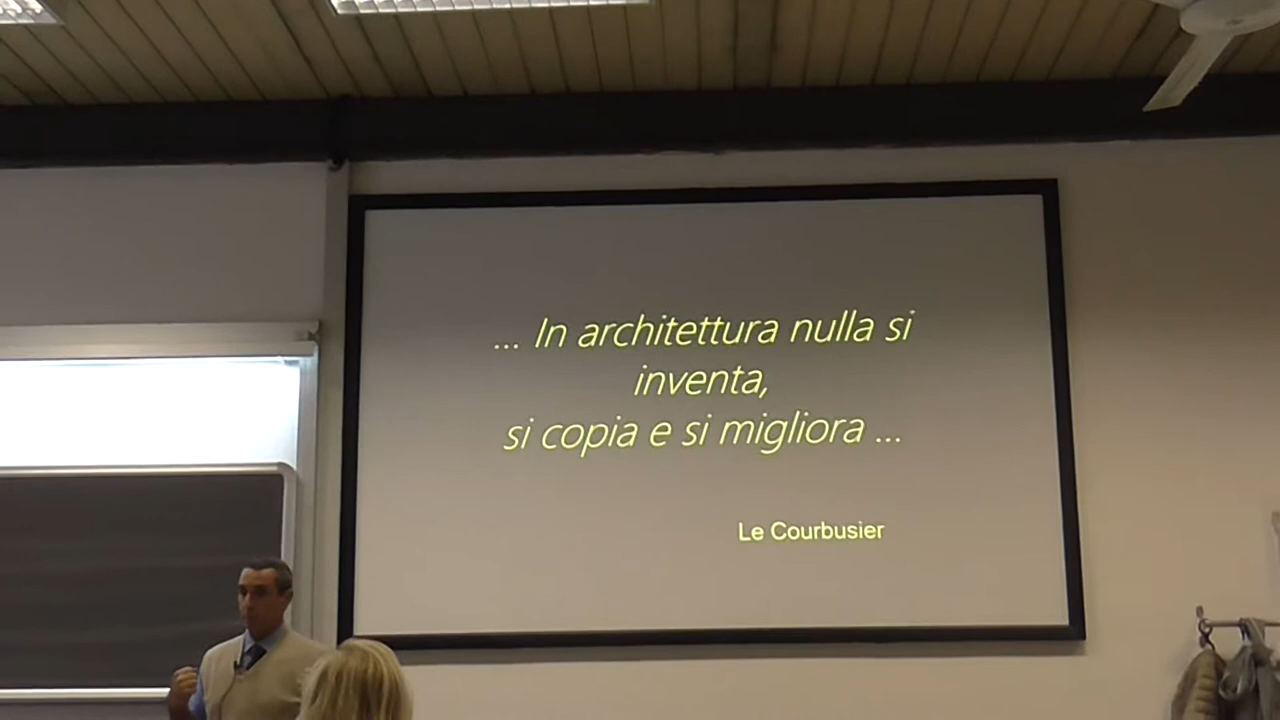 ... In architettura nulla si
inventa,
si copia e si migliora ...
Le Courbusier